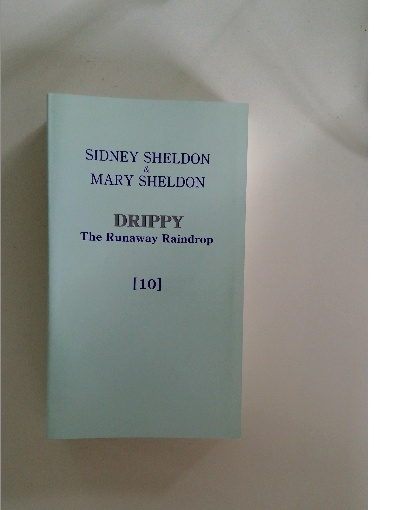 SIDNEY SHELDON
&
MARY SHELDON
DRIPPY
The Runaway Raindrop
[10]